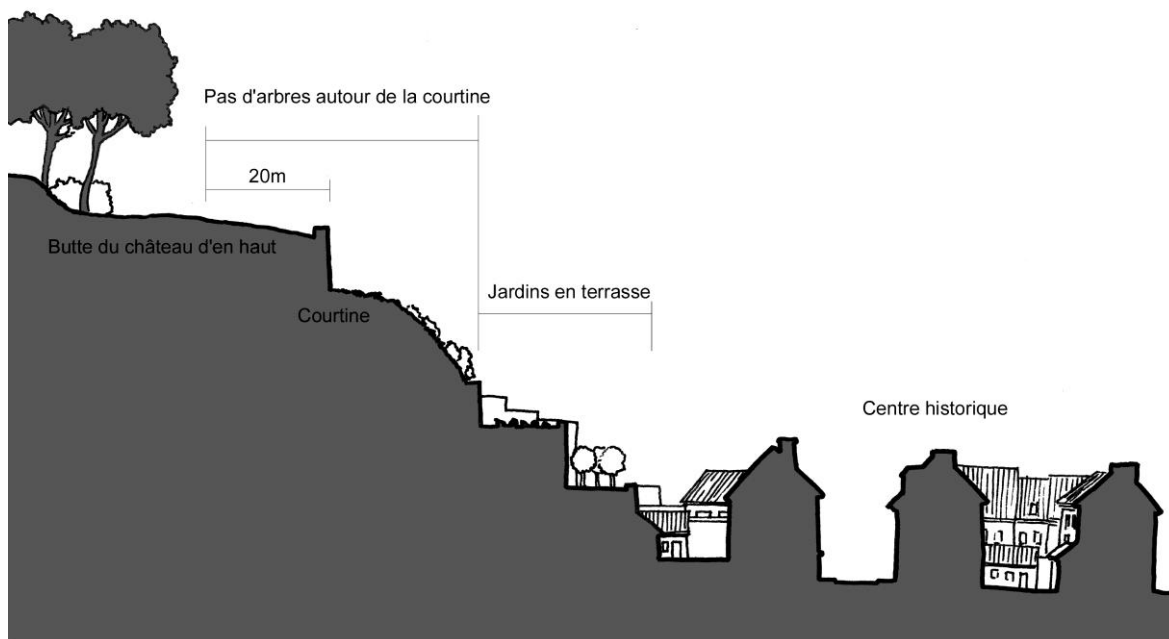 Pas d'arbres autour de la courtine
20m
Butte du château d'en haut
Jardins en terrasse
Courtine
Centre historique